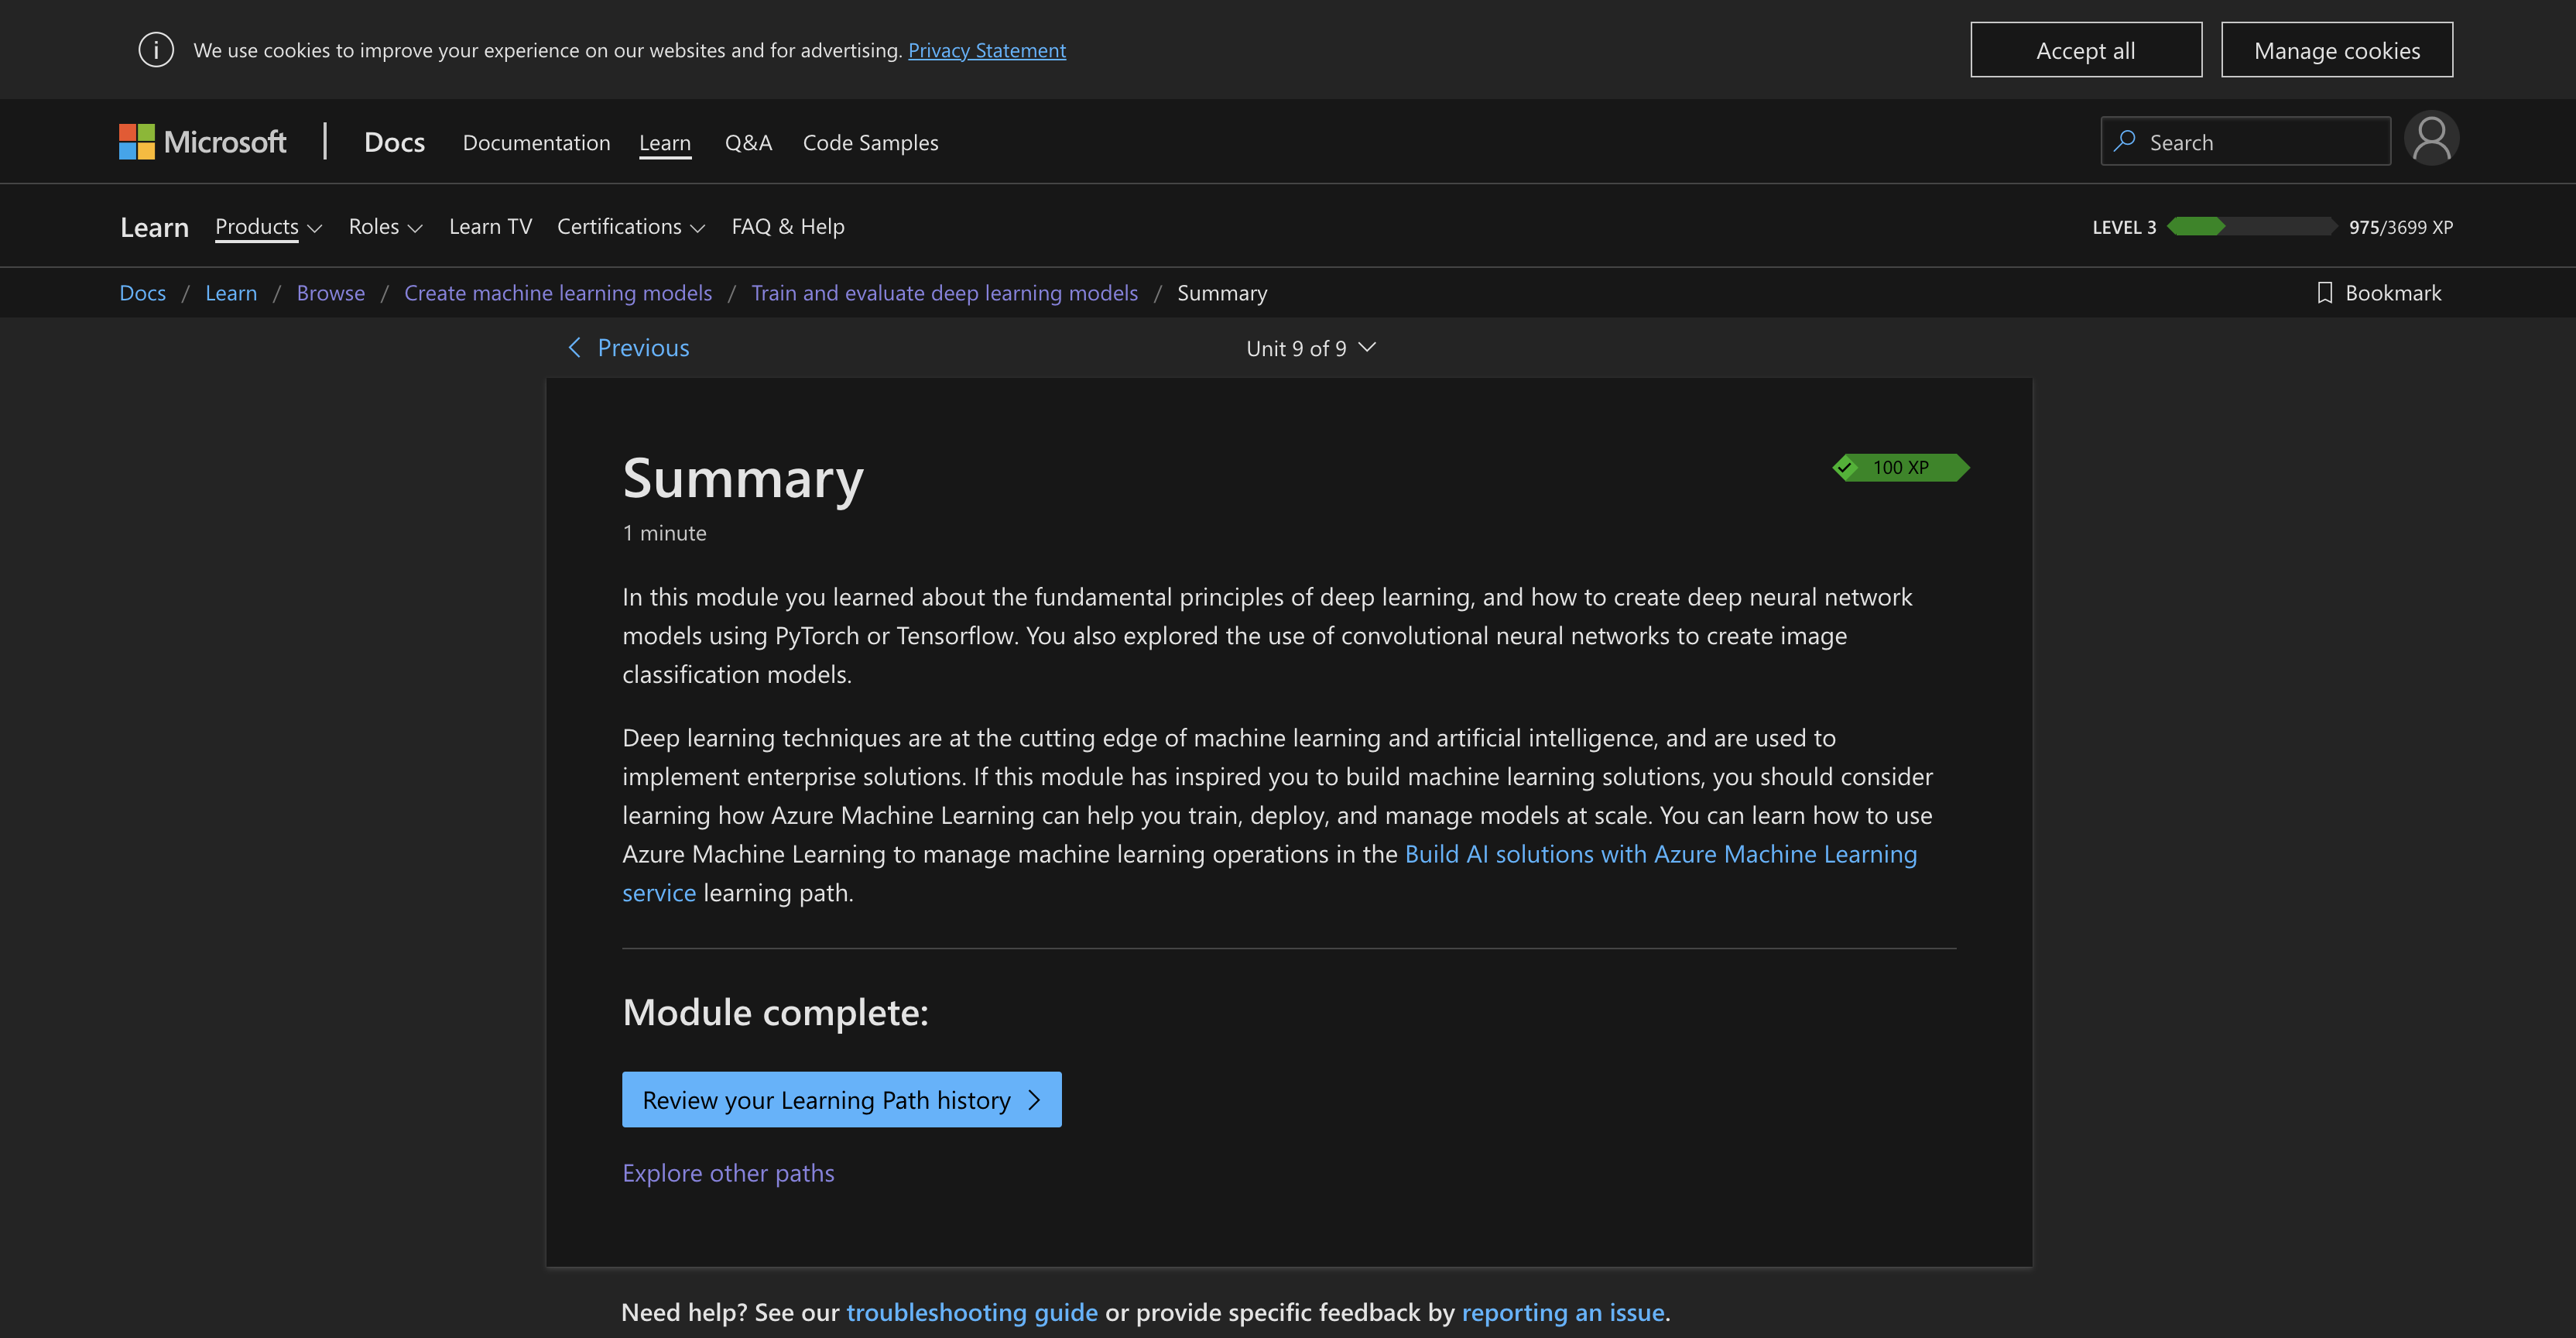 We use cookies to improve your experience on our websites and for advertising. Privacy Statement
Accept all
Manage cookies
Microsoft
Docs
Documentation
Learn
Q&A
Code Samples
Search
Learn
Products
Roles
Learn TV
Certifications
FAQ & Help
LEVEL 3
975/3699 XP
Docs / Learn / Browse / Create machine learning models / Train and evaluate deep learning models / Summary
Bookmark
Previous
Unit 9 of 9
Summary
100 XP
1 minute
In this module you learned about the fundamental principles of deep learning, and how to create deep neural network
models using PyTorch or Tensorflow. You also explored the use of convolutional neural networks to create image
classification models.
Deep learning techniques are at the cutting edge of machine learning and artificial intelligence, and are used to
implement enterprise solutions. If this module has inspired you to build machine learning solutions, you should consider
learning how Azure Machine Learning can help you train, deploy, and manage models at scale. You can learn how to use
Azure Machine Learning to manage machine learning operations in the Build AI solutions with Azure Machine Learning
service learning path.
Module complete:
Review your Learning Path history
Explore other paths
Need help? See our troubleshooting guide or provide specific feedback by reporting an issue.